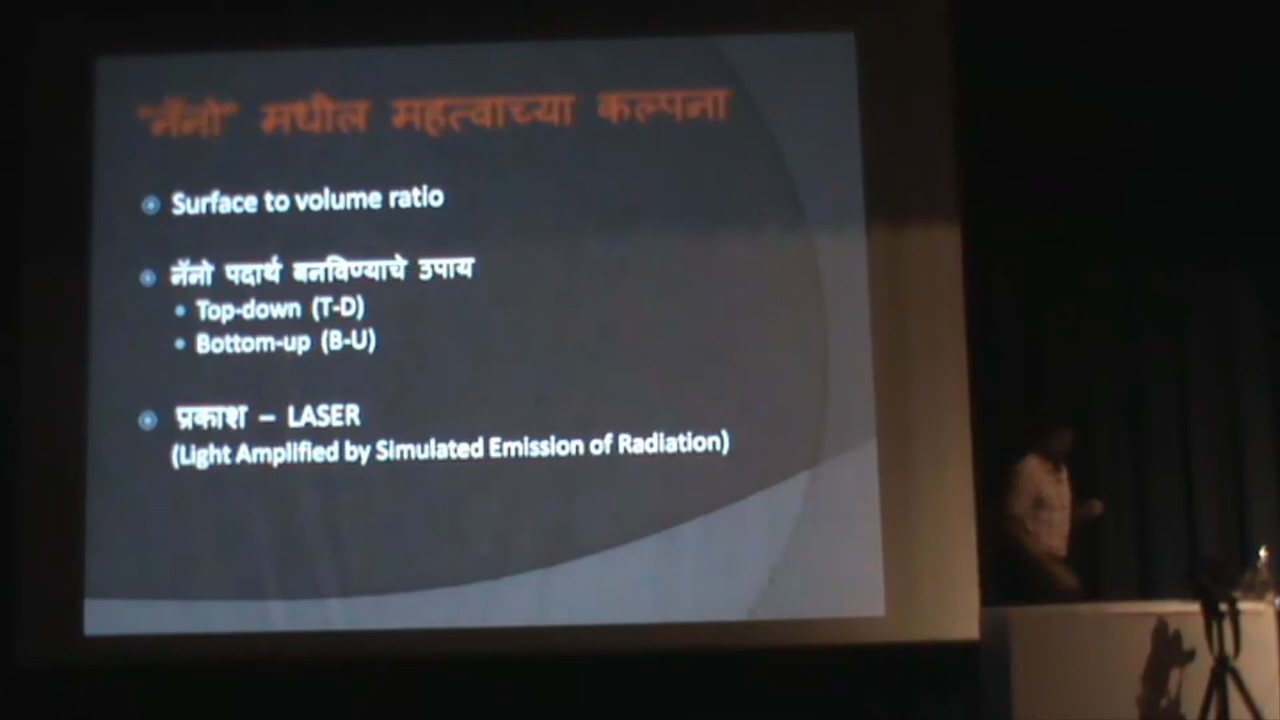 "नॅनो" मधील महत्वाच्या कल्पना
Surface to volume ratio
नॅनो पदार्थ बनविण्याचे उपाय
Top-down (T-D)
Bottom-up (B-U)
प्रकाश – LASER
(Light Amplified by Simulated Emission of Radiation)